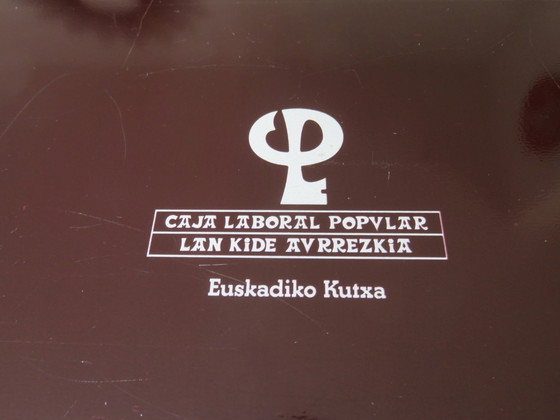 CAJA LABORAL POPVLAR
LAN KiDE AVRREZKiA
Euskadiko Kutxa